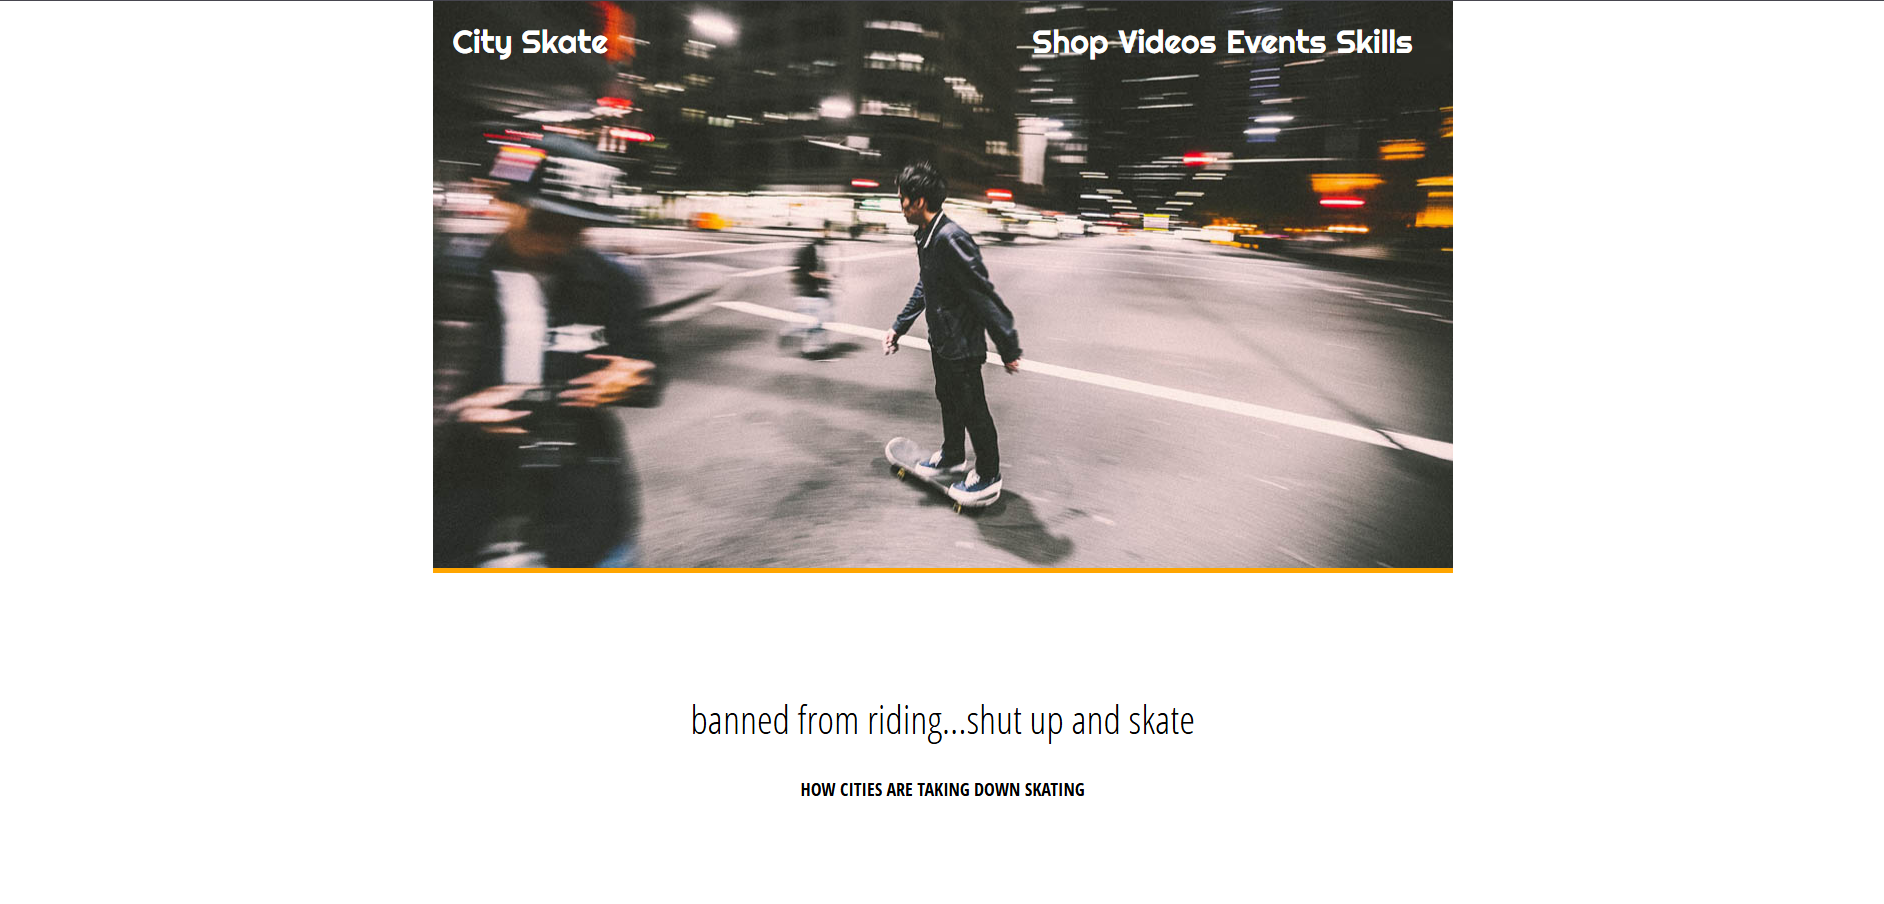 City Skate
Shop Videos Events Skills
banned from riding...shut up and skate
HOW CITIES ARE TAKING DOWN SKATING